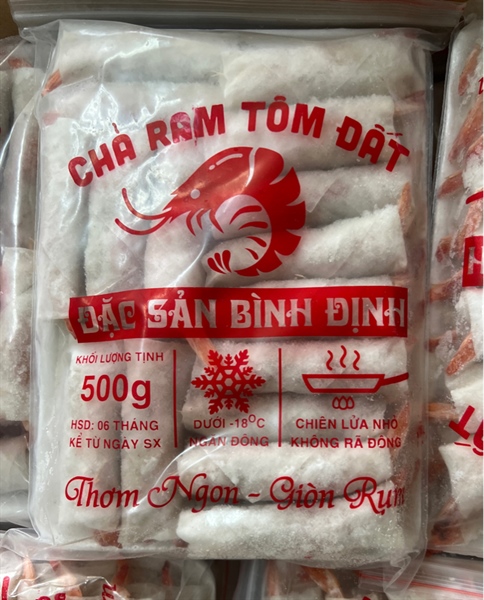 CHẢ RAM TÔM ĐẤT
ĐẶC SẢN BÌNH ĐỊNH
KHỐI LƯỢNG TỊNH
500g
HSD: 06 THÁNG
KỂ TỪ NGÀY SX
DƯỚI -18°C
NGĂN ĐÔNG
CHIÊN LỬA NHỎ
KHÔNG RÃ ĐÔNG
Thơm Ngon - Giòn Rụm